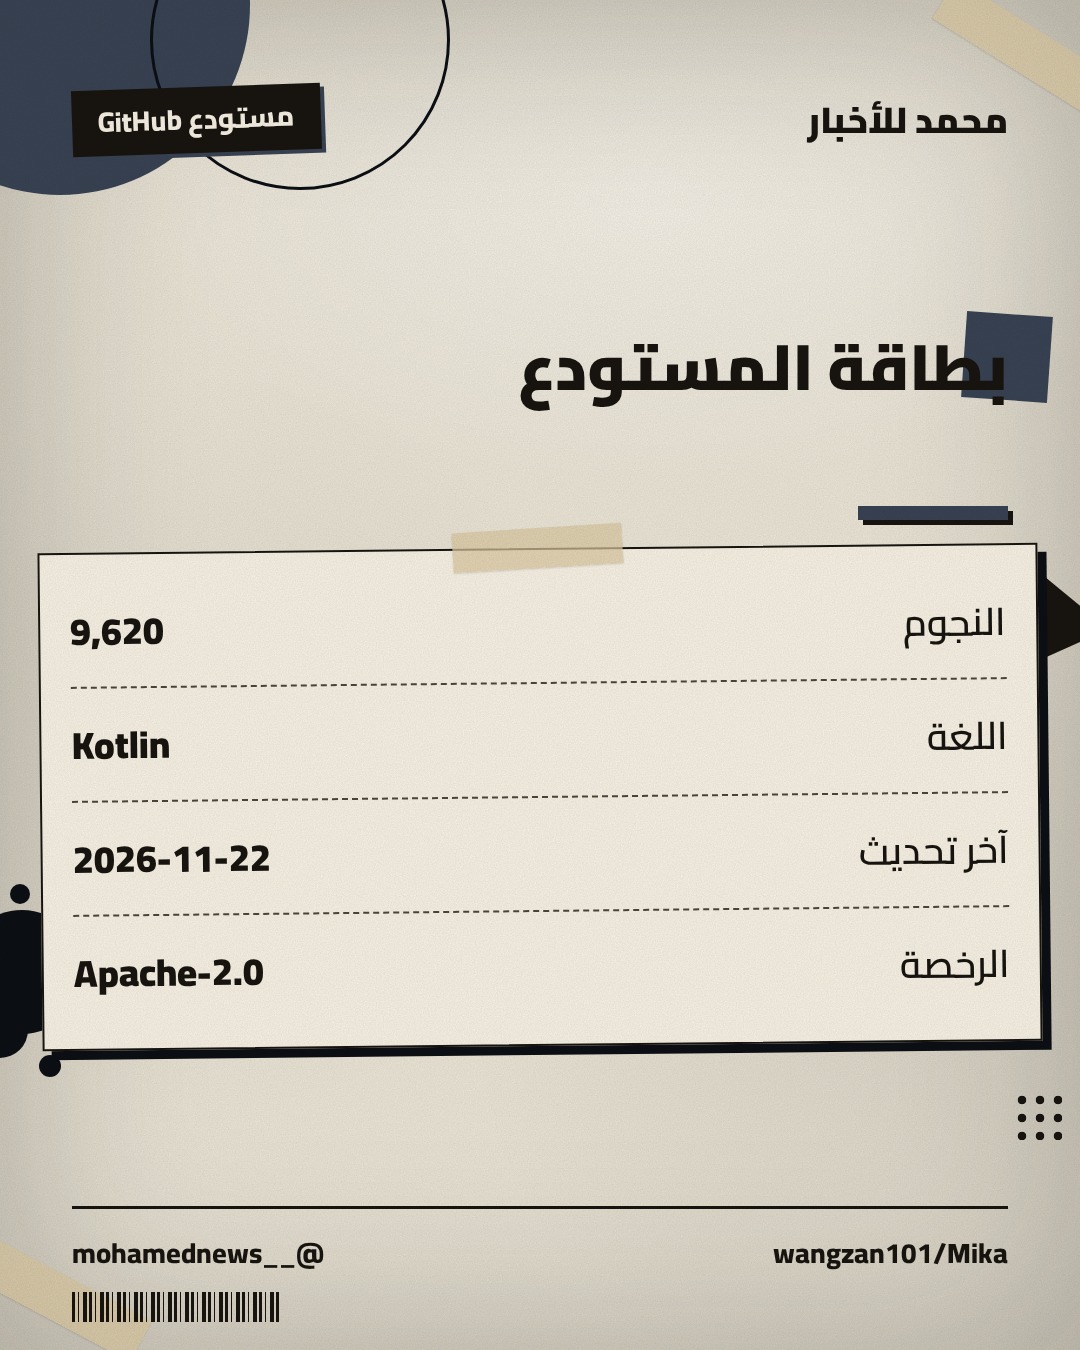 محمد للأخبار
مستودع GitHub
بطاقة المستودع
النجوم 9,620
اللغة Kotlin
آخر تحديث 2026-11-22
الرخصة Apache-2.0
wangzan101/Mika
mohamednews__@